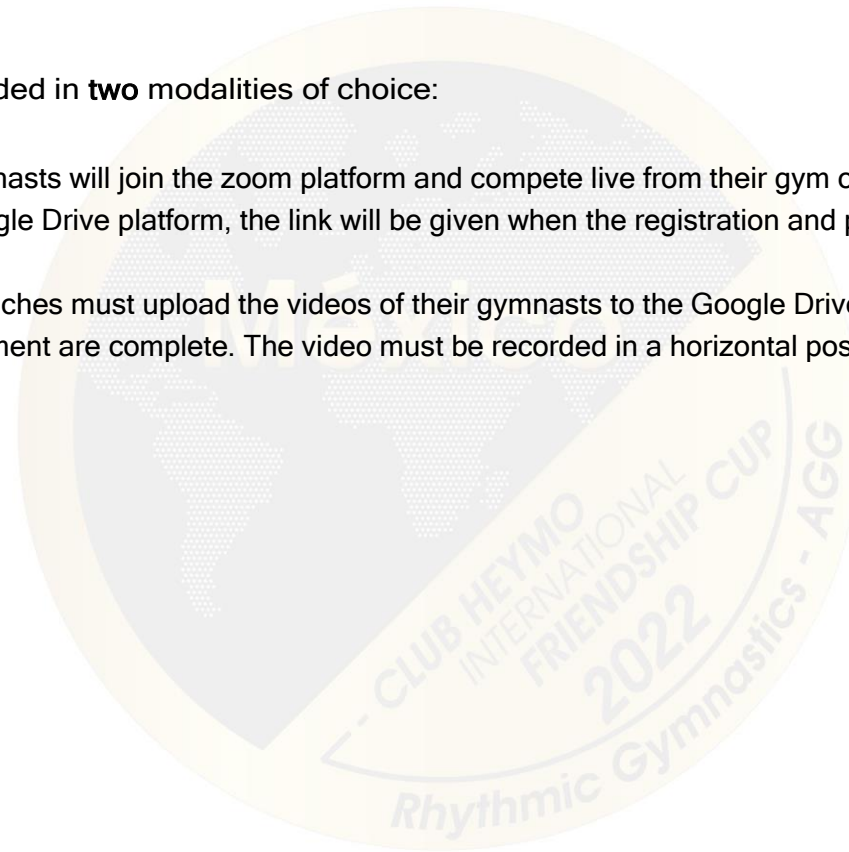 ded in two modalities of choice:
nasts will join the zoom platform and compete live from their gym o
gle Drive platform, the link will be given when the registration and p
ches must upload the videos of their gymnasts to the Google Drive
ment are complete. The video must be recorded in a horizontal pos
México
- CLUB HEYMO
INTERNATIONAL
FRIENDSHIP CUP
2022
Rhythmic Gymnastics - AGG